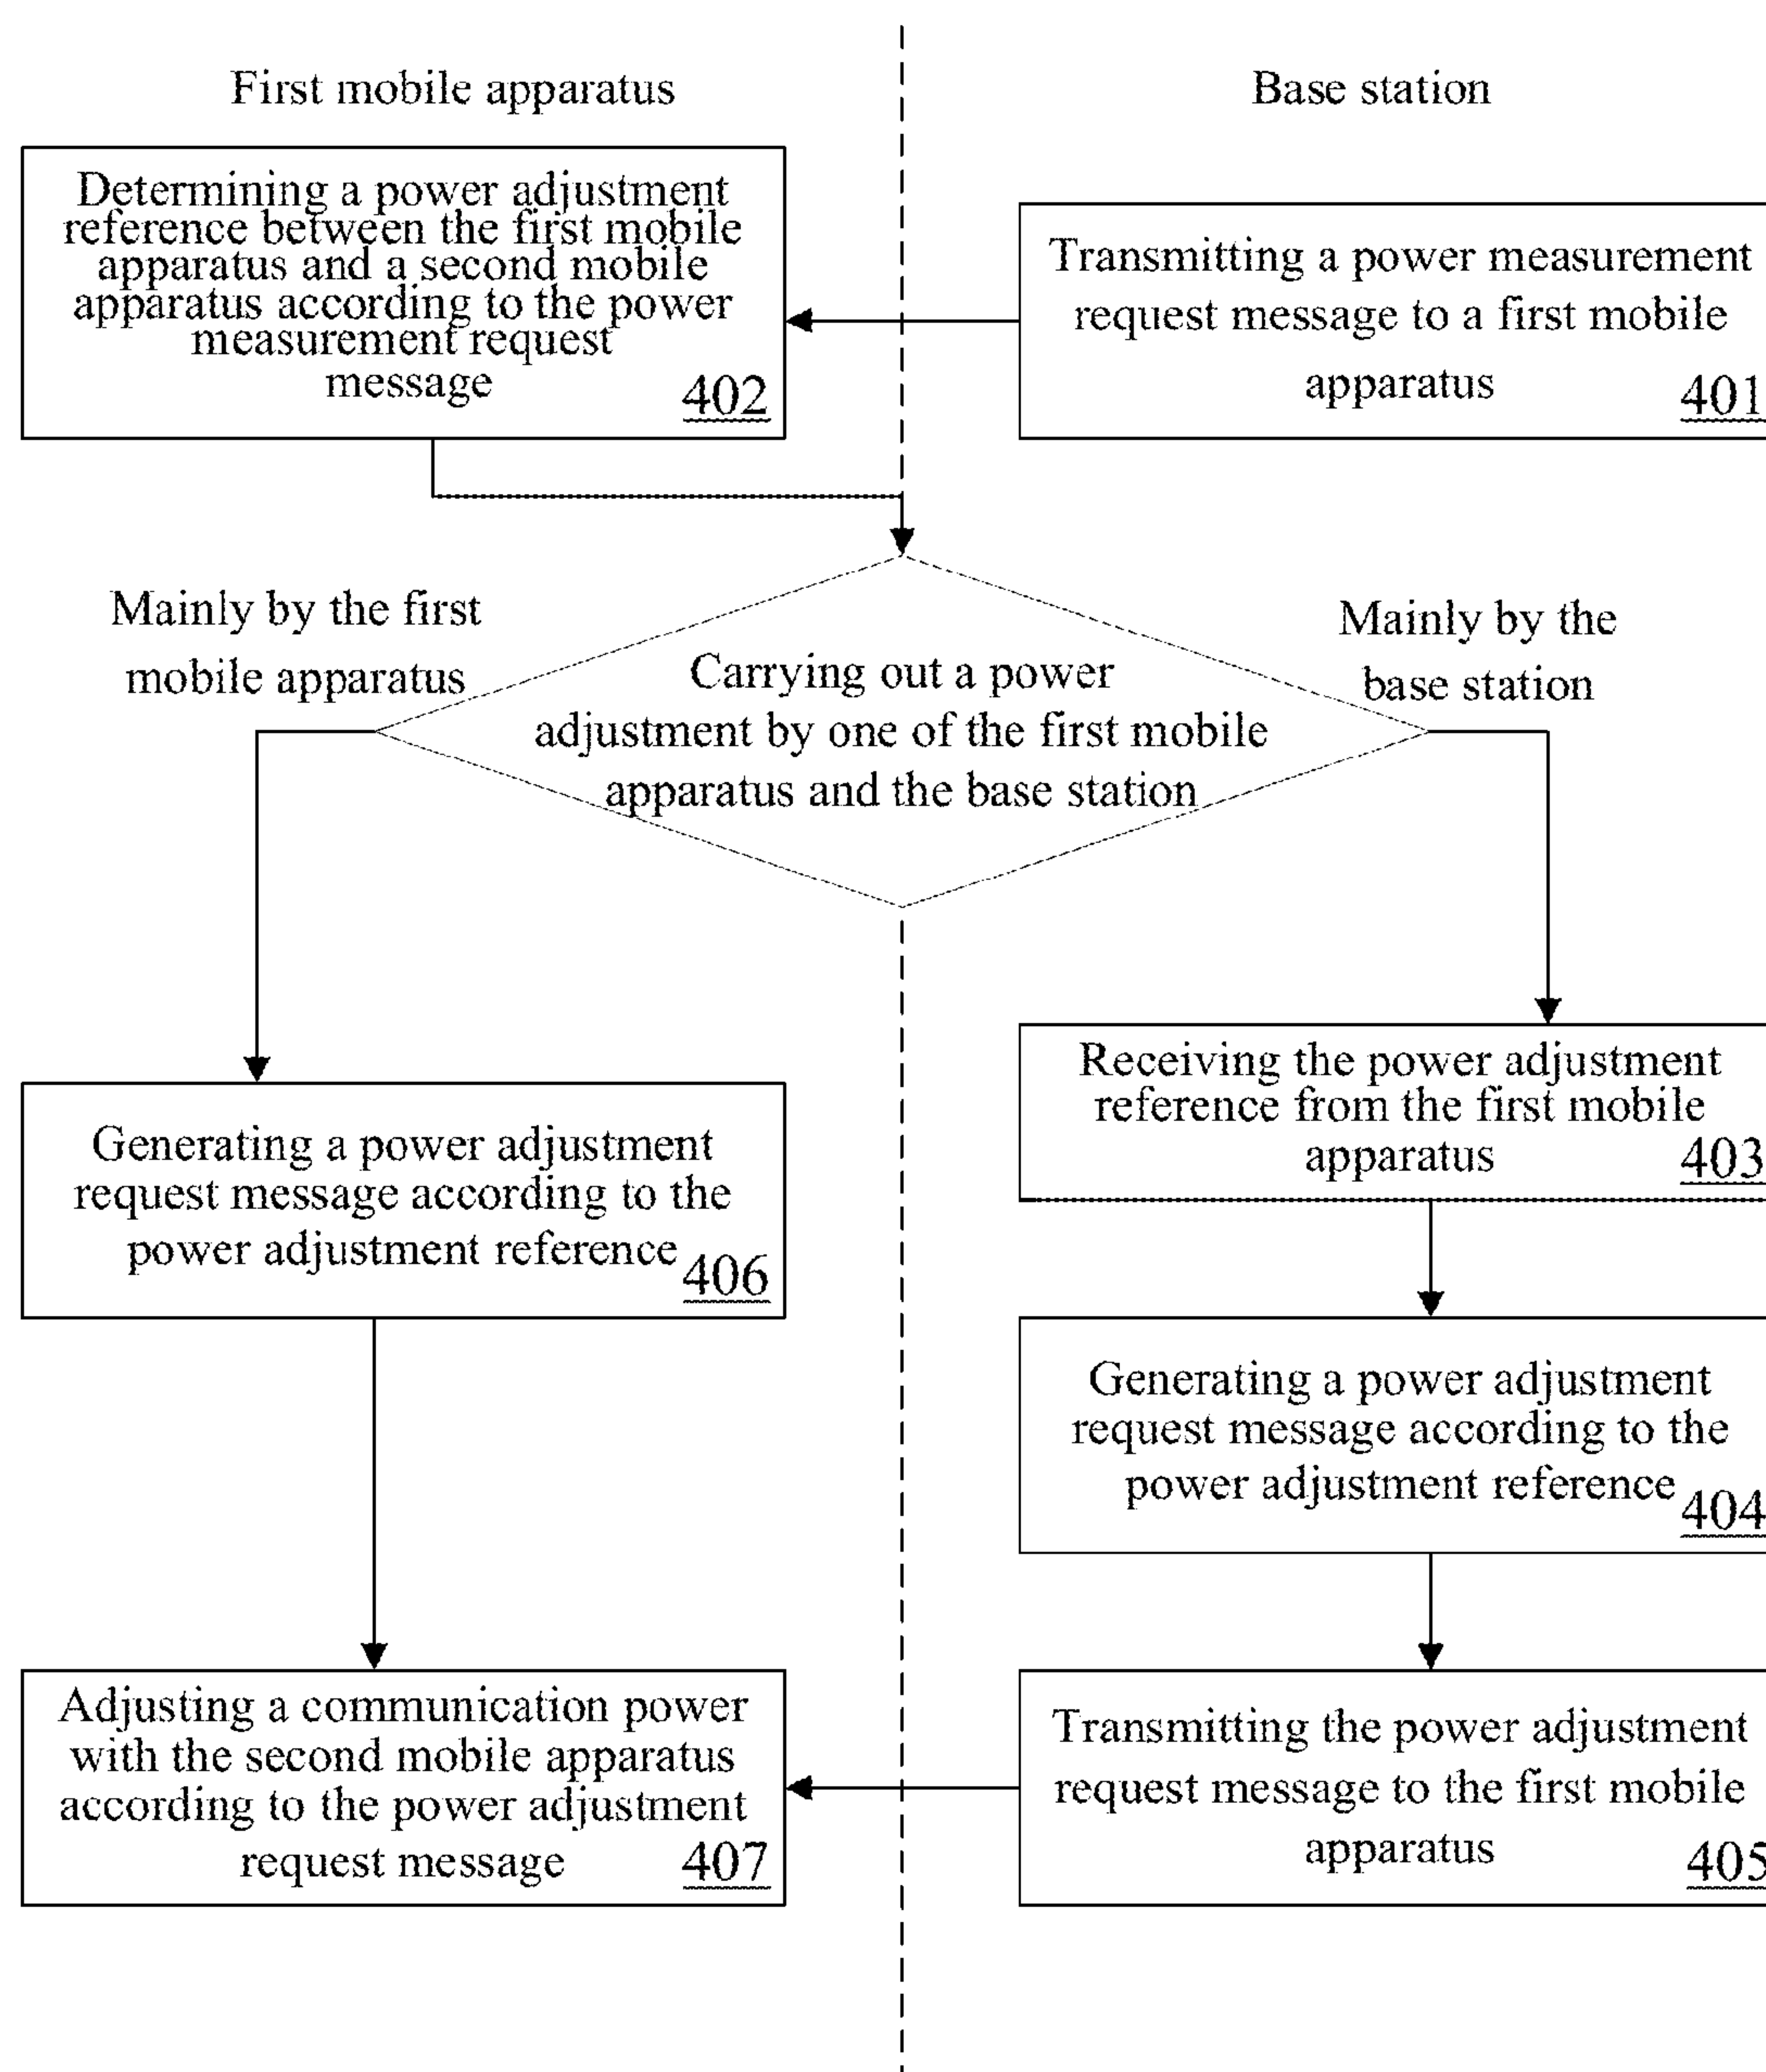 First mobile apparatus
Base station
Determining a power adjustment
reference between the first mobile
apparatus and a second mobile
apparatus according to the power
measurement request
message
402
Transmitting a power measurement
request message to a first mobile
apparatus
401
Mainly by the first
mobile apparatus
Carrying out a power
adjustment by one of the first mobile
apparatus and the base station
Mainly by the
base station
Receiving the power adjustment
reference from the first mobile
apparatus
403
Generating a power adjustment
request message according to the
power adjustment reference
406
Generating a power adjustment
request message according to the
power adjustment reference
404
Adjusting a communication power
with the second mobile apparatus
according to the power adjustment
request message
407
Transmitting the power adjustment
request message to the first mobile
apparatus
405